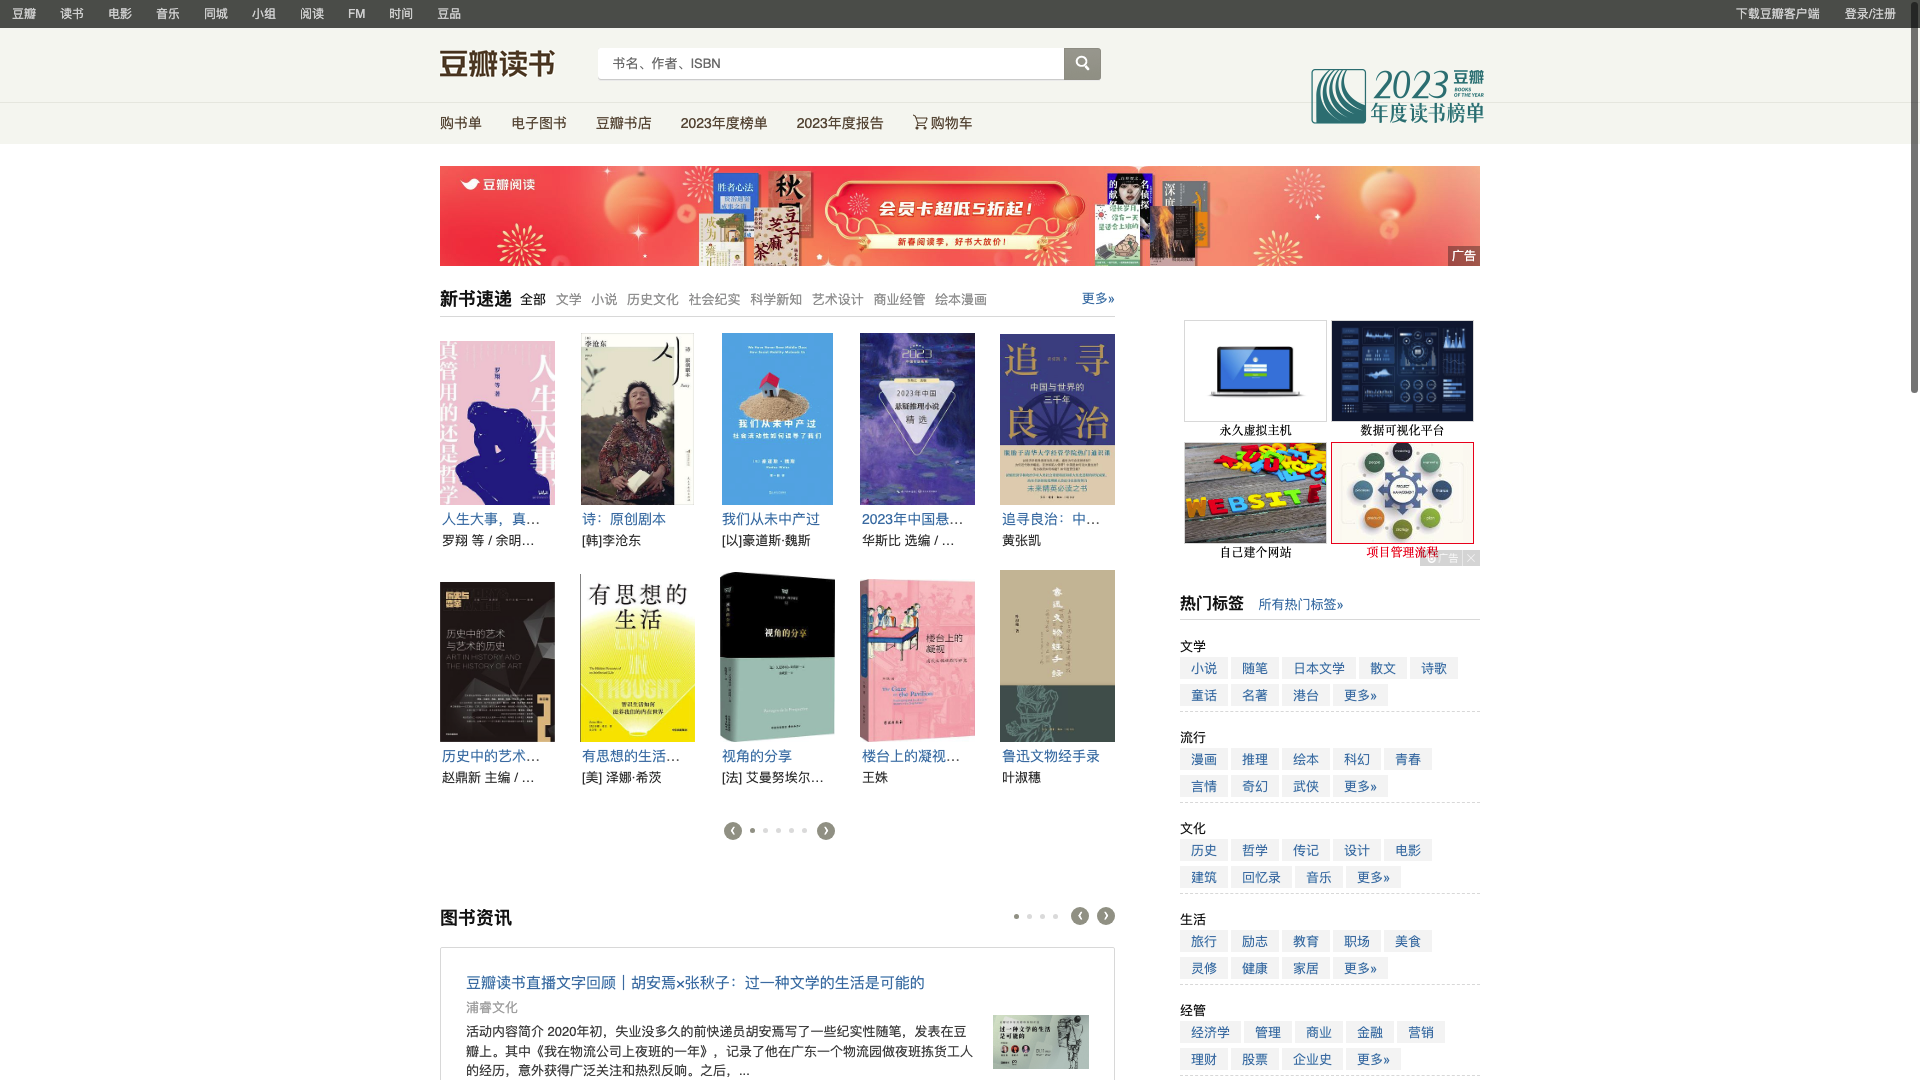 豆瓣 读书 电影 音乐 同城 小组 阅读 FM 时间 豆品 下载豆瓣客户端 登录/注册
豆瓣读书
书名、作者、ISBN
2023 豆瓣
BOOKS OF THE YEAR
年度读书榜单
购书单 电子图书 豆瓣书店 2023年度榜单 2023年度报告 购物车
豆瓣阅读
会员卡超低5折起！
新春阅读季，好书大放价！
广告
新书速递 全部 文学 小说 历史文化 社会纪实 科学新知 艺术设计 商业经管 绘本漫画 更多»
人生大事，真…
罗翔 等 / 余明…
诗：原创剧本
[韩]李沧东
我们从未中产过
[以]豪道斯·魏斯
2023年中国悬…
华斯比 选编 / …
追寻良治：中…
黄张凯
历史中的艺术…
赵鼎新 主编 / …
有思想的生活…
[美] 泽娜·希茨
视角的分享
[法] 艾曼努埃尔…
楼台上的凝视…
王姝
鲁迅文物经手录
叶淑穗
永久虚拟主机
数据可视化平台
自己建个网站
项目管理流程
广告
热门标签 所有热门标签»
文学
小说 随笔 日本文学 散文 诗歌
童话 名著 港台 更多»
流行
漫画 推理 绘本 科幻 青春
言情 奇幻 武侠 更多»
文化
历史 哲学 传记 设计 电影
建筑 回忆录 音乐 更多»
生活
旅行 励志 教育 职场 美食
灵修 健康 家居 更多»
经管
经济学 管理 商业 金融 营销
理财 股票 企业史 更多»
图书资讯
豆瓣读书直播文字回顾｜胡安焉×张秋子：过一种文学的生活是可能的
浦睿文化
活动内容简介 2020年初，失业没多久的前快递员胡安焉写了一些纪实性随笔，发表在豆
瓣上。其中《我在物流公司上夜班的一年》，记录了他在广东一个物流园做夜班拣货工人
的经历，意外获得广泛关注和热烈反响。之后，...